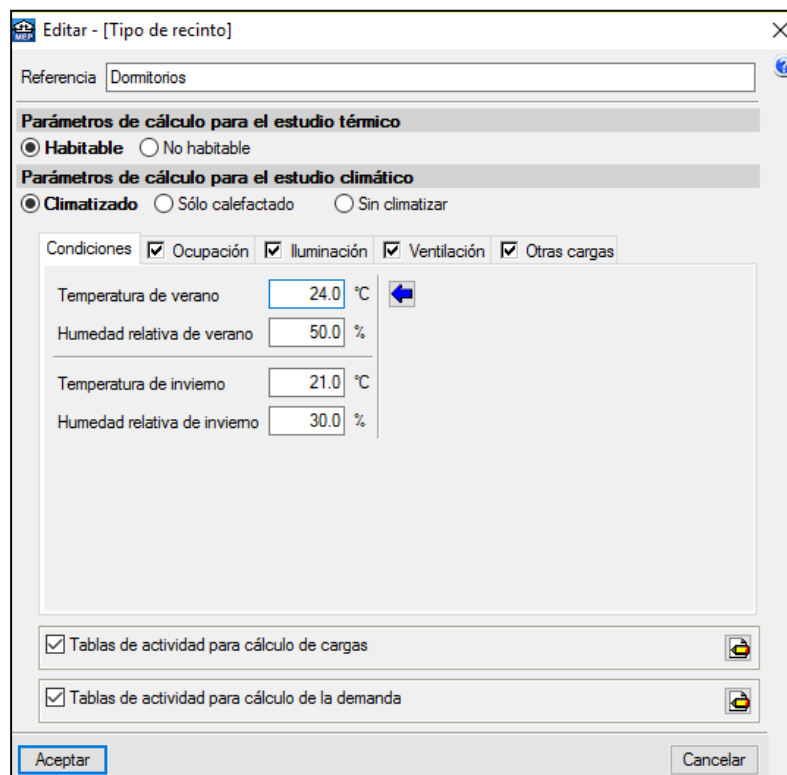 MEP Editar - [Tipo de recinto]
Referencia Dormitorios
Parámetros de cálculo para el estudio térmico
Habitable No habitable
Parámetros de cálculo para el estudio climático
Climatizado Sólo calefactado Sin climatizar
Condiciones Ocupación Iluminación Ventilación Otras cargas
Temperatura de verano 24.0 °C
Humedad relativa de verano 50.0 %
Temperatura de invierno 21.0 °C
Humedad relativa de invierno 30.0 %
Tablas de actividad para cálculo de cargas
Tablas de actividad para cálculo de la demanda
Aceptar Cancelar